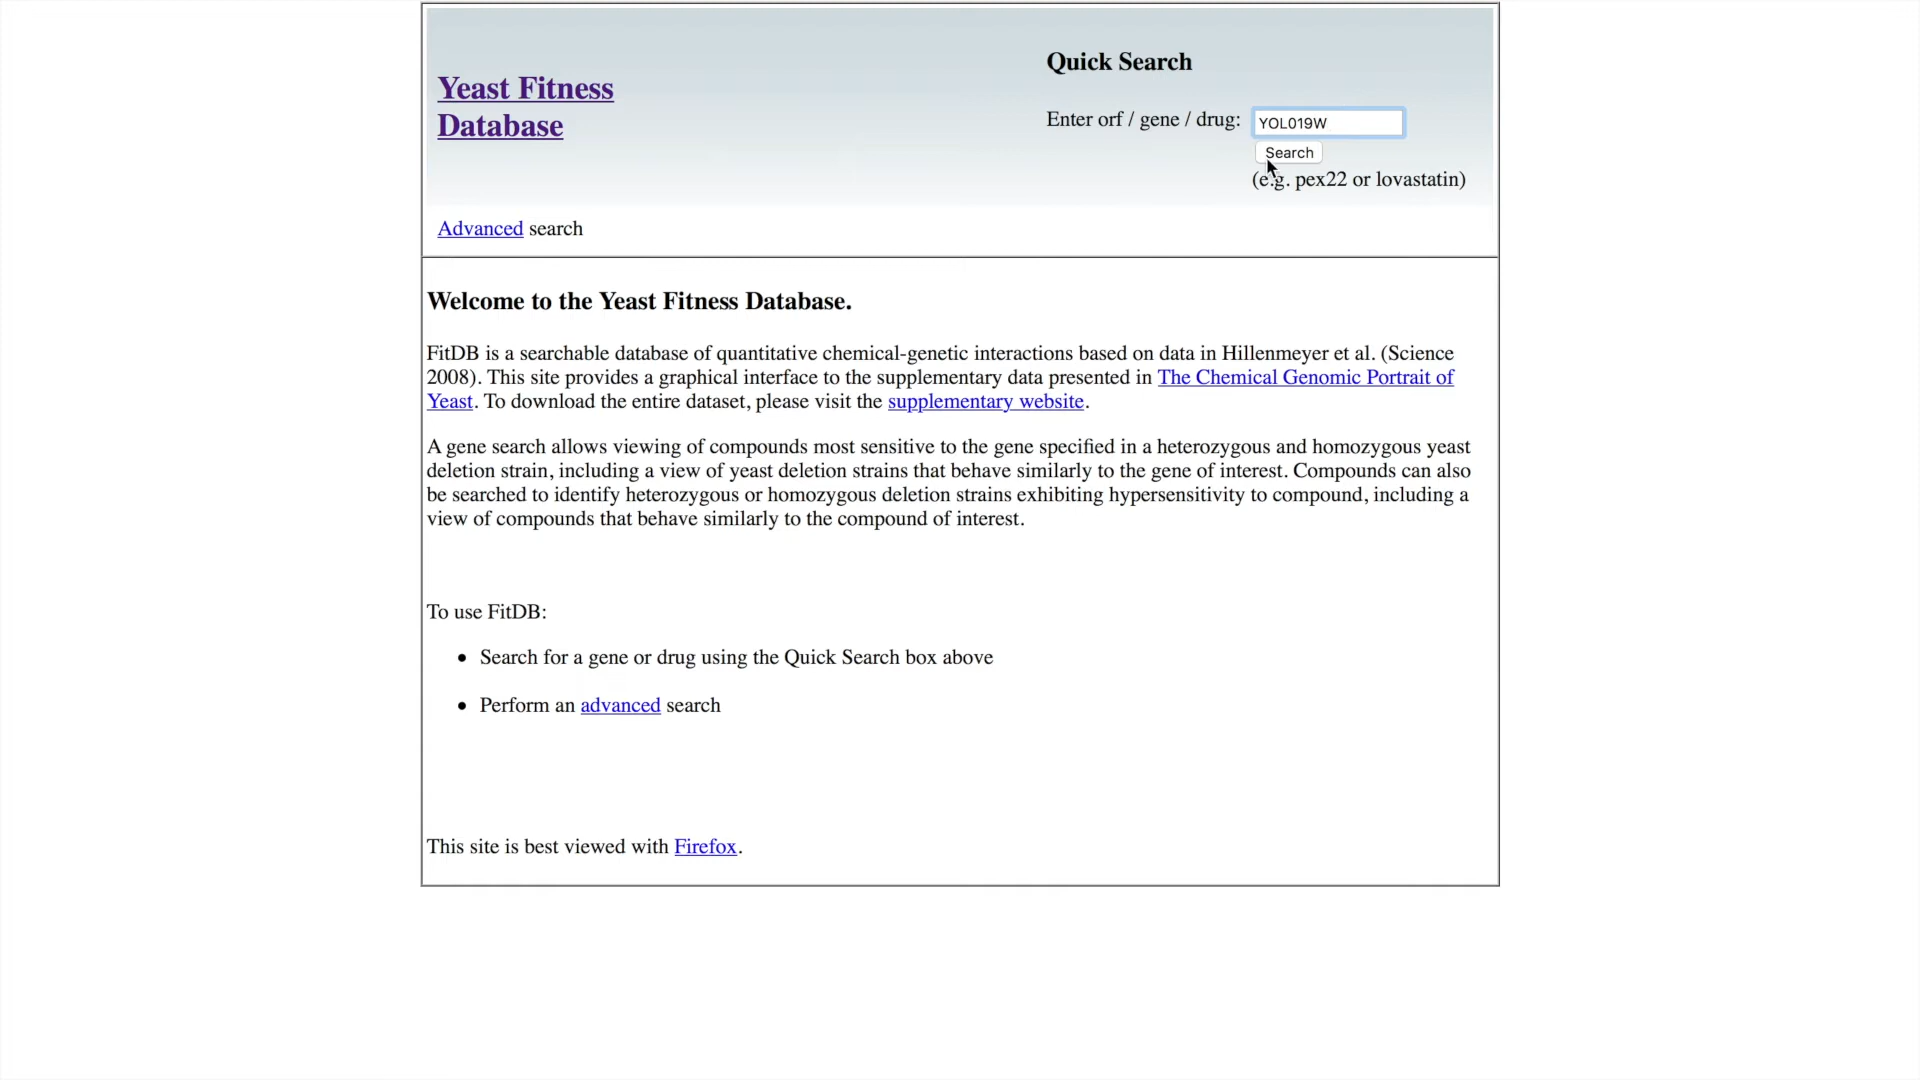 Yeast Fitness
Database
Quick Search
Enter orf / gene / drug: YOL019W
Search
(e.g. pex22 or lovastatin)
Advanced search
Welcome to the Yeast Fitness Database.
FitDB is a searchable database of quantitative chemical-genetic interactions based on data in Hillenmeyer et al. (Science
2008). This site provides a graphical interface to the supplementary data presented in The Chemical Genomic Portrait of
Yeast. To download the entire dataset, please visit the supplementary website.
A gene search allows viewing of compounds most sensitive to the gene specified in a heterozygous and homozygous yeast
deletion strain, including a view of yeast deletion strains that behave similarly to the gene of interest. Compounds can also
be searched to identify heterozygous or homozygous deletion strains exhibiting hypersensitivity to compound, including a
view of compounds that behave similarly to the compound of interest.
To use FitDB:
• Search for a gene or drug using the Quick Search box above
• Perform an advanced search
This site is best viewed with Firefox.